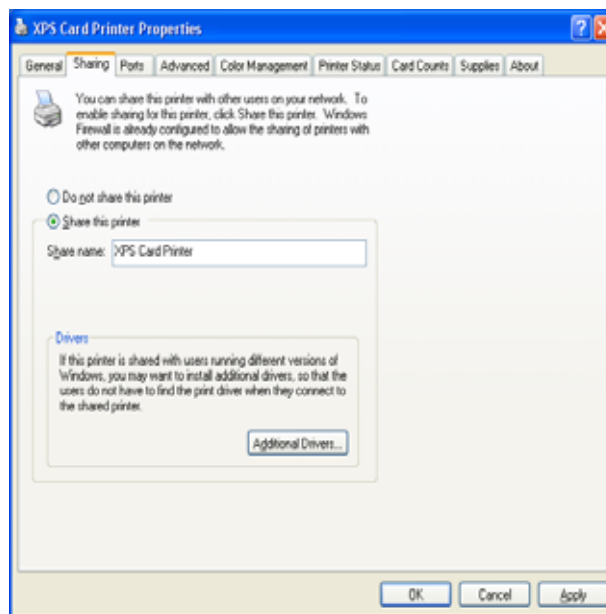 XPS Card Printer Properties
General Sharing Ports Advanced Color Management Printer Status Card Counts Supplies About
You can share this printer with other users on your network. To
enable sharing for this printer, click Share this printer. Windows
Firewall is already configured to allow the sharing of printers with
other computers on the network.
Do not share this printer
Share this printer
Share name: XPS Card Printer
Drivers
If this printer is shared with users running different versions of
Windows, you may want to install additional drivers, so that the
users do not have to find the print driver when they connect to
the shared printer.
Additional Drivers...
OK Cancel Apply